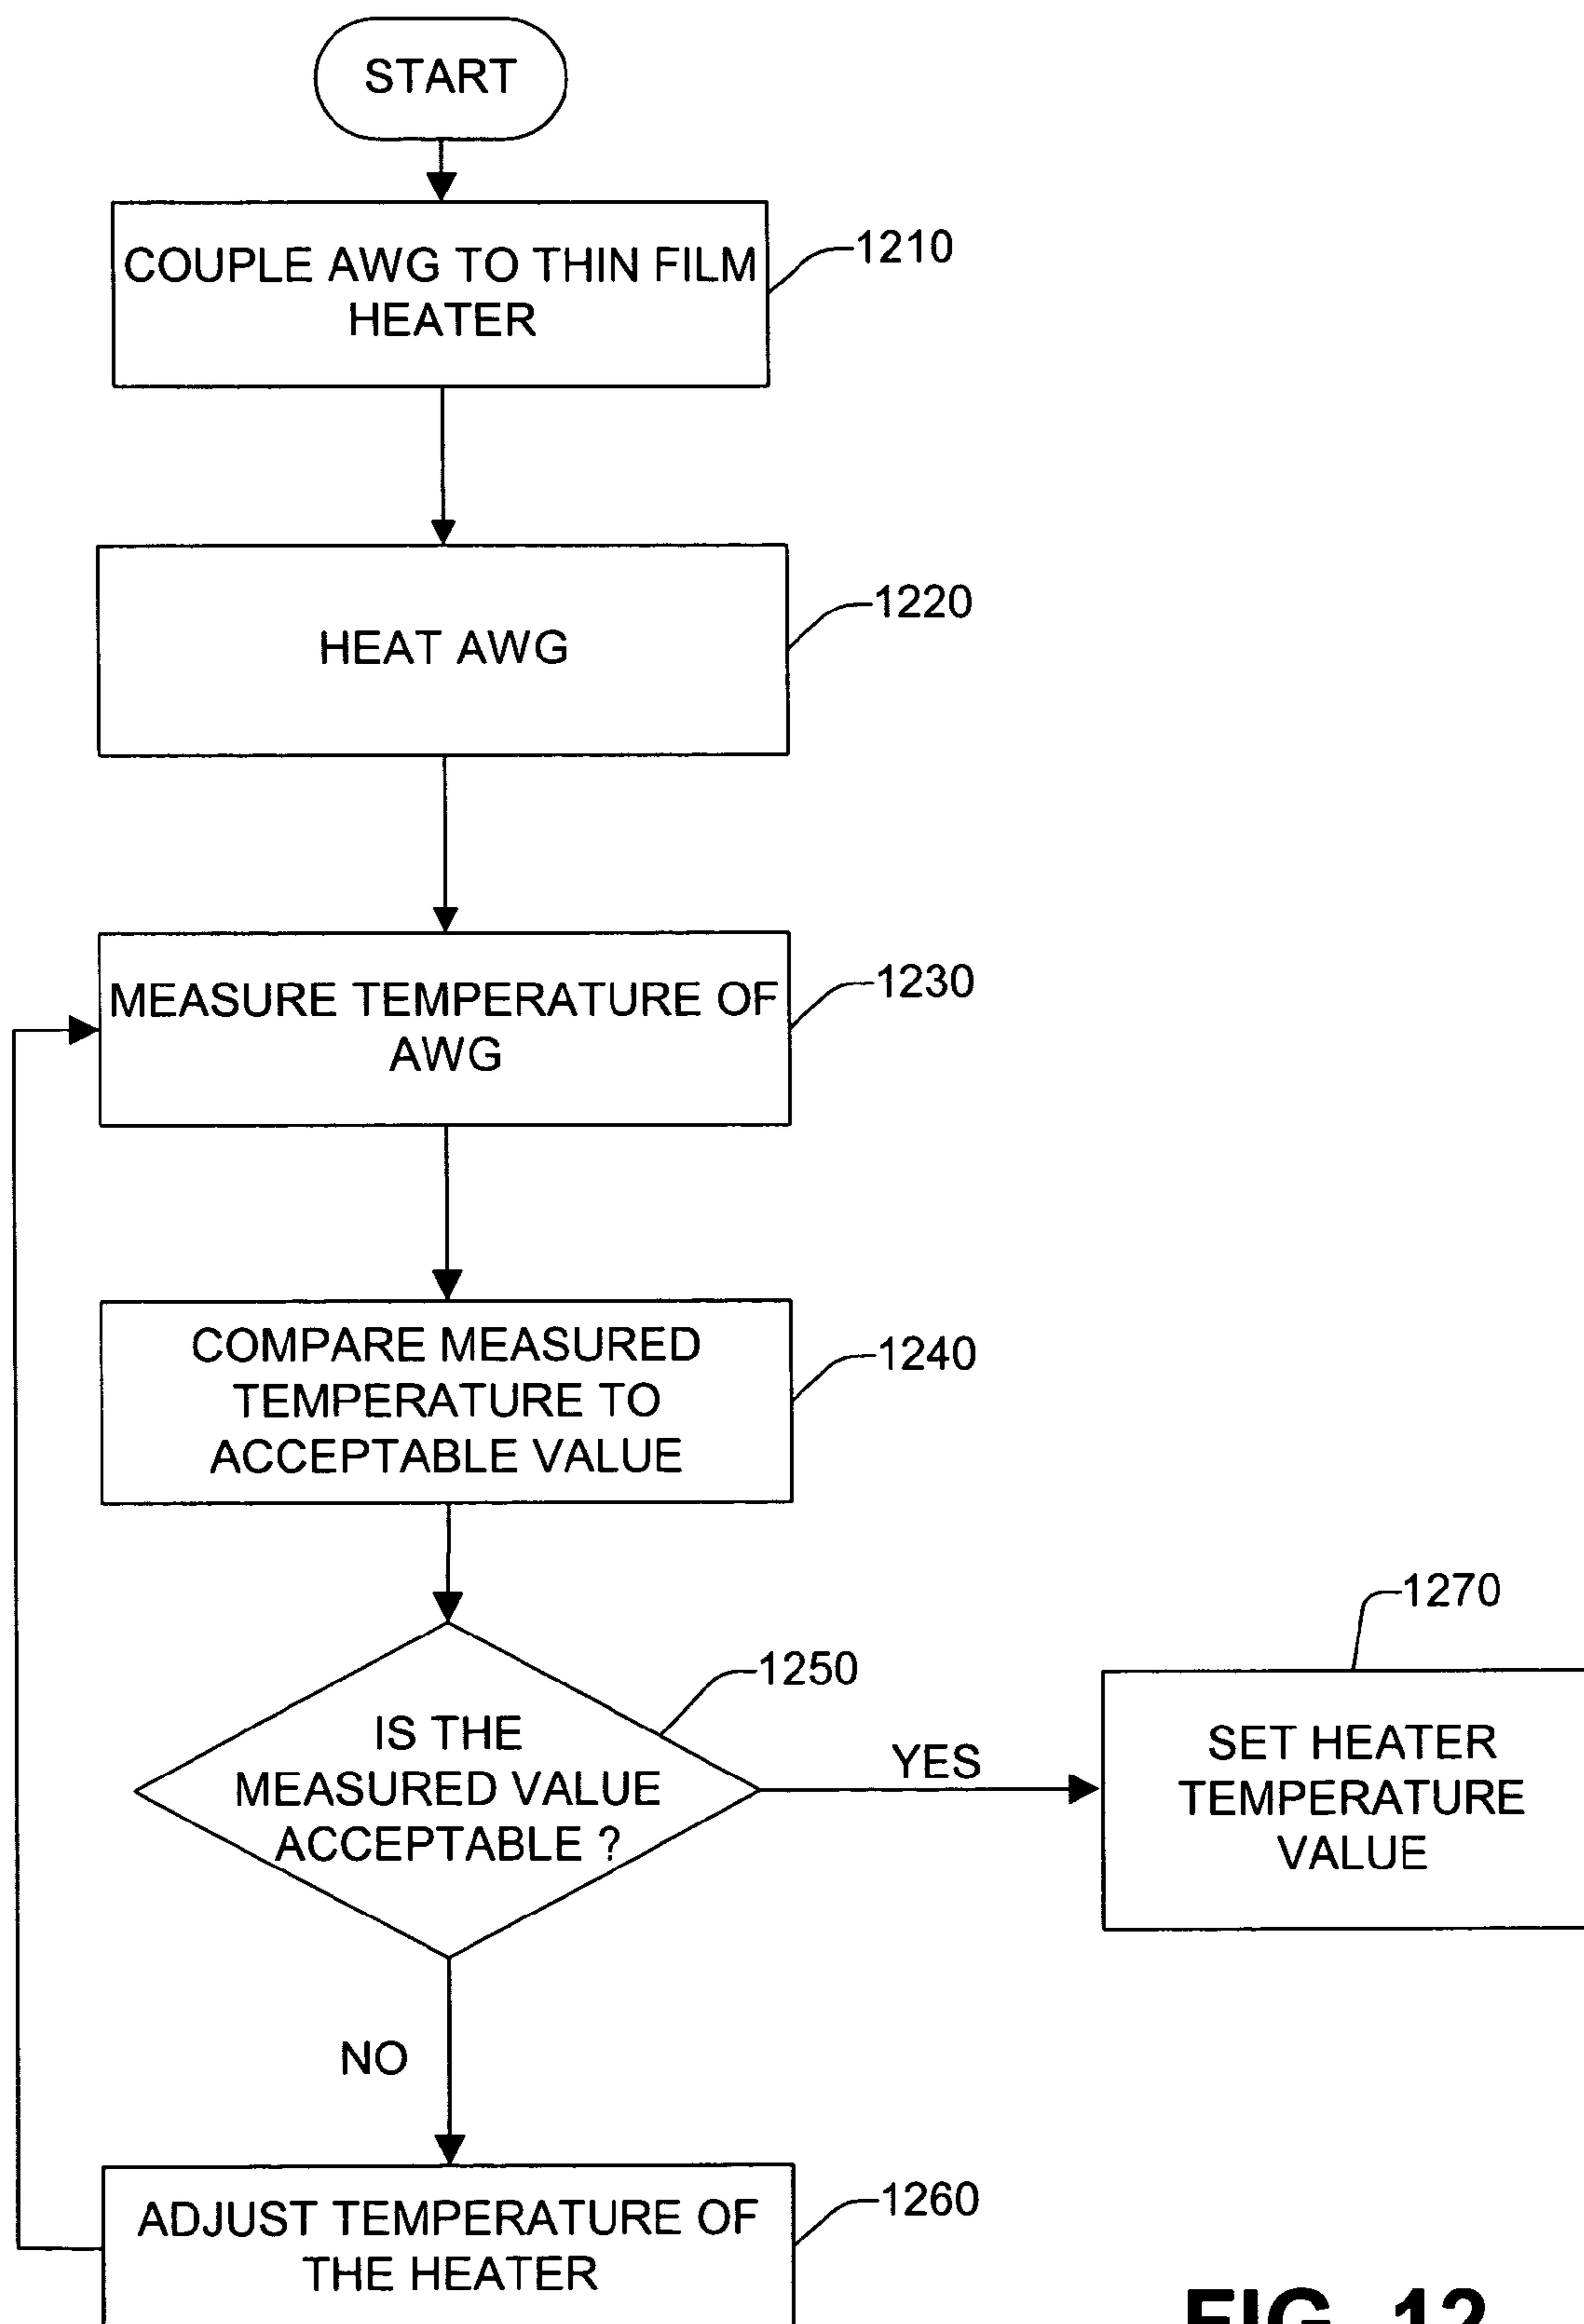 START
COUPLE AWG TO THIN FILM
HEATER
1210
HEAT AWG
1220
MEASURE TEMPERATURE OF
AWG
1230
COMPARE MEASURED
TEMPERATURE TO
ACCEPTABLE VALUE
1240
IS THE
MEASURED VALUE
ACCEPTABLE ?
1250
YES
1270
SET HEATER
TEMPERATURE
VALUE
NO
ADJUST TEMPERATURE OF
THE HEATER
1260
FIG. 12